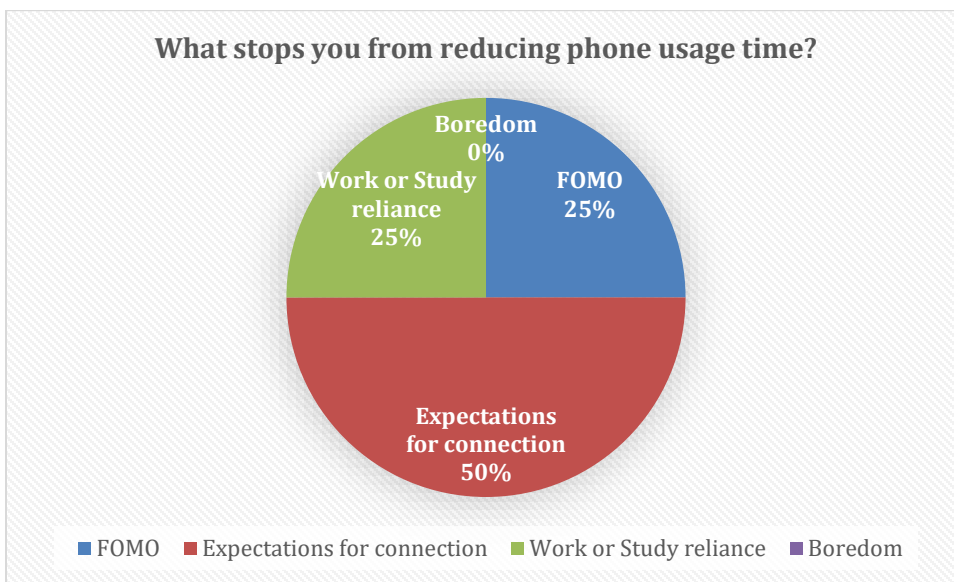 What stops you from reducing phone usage time?
Boredom
0%
FOMO
25%
Work or Study
reliance
25%
Expectations
for connection
50%
FOMO Expectations for connection Work or Study reliance Boredom